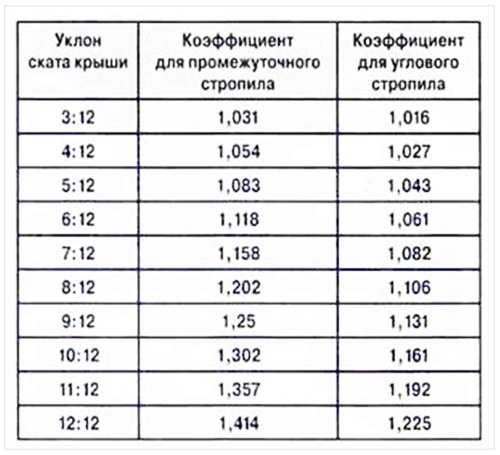 Уклон ската крыши | Коэффициент для промежуточного стропила | Коэффициент для углового стропила
3:12 | 1,031 | 1,016
4:12 | 1,054 | 1,027
5:12 | 1,083 | 1,043
6:12 | 1,118 | 1,061
7:12 | 1,158 | 1,082
8:12 | 1,202 | 1,106
9:12 | 1,25 | 1,131
10:12 | 1,302 | 1,161
11:12 | 1,357 | 1,192
12:12 | 1,414 | 1,225